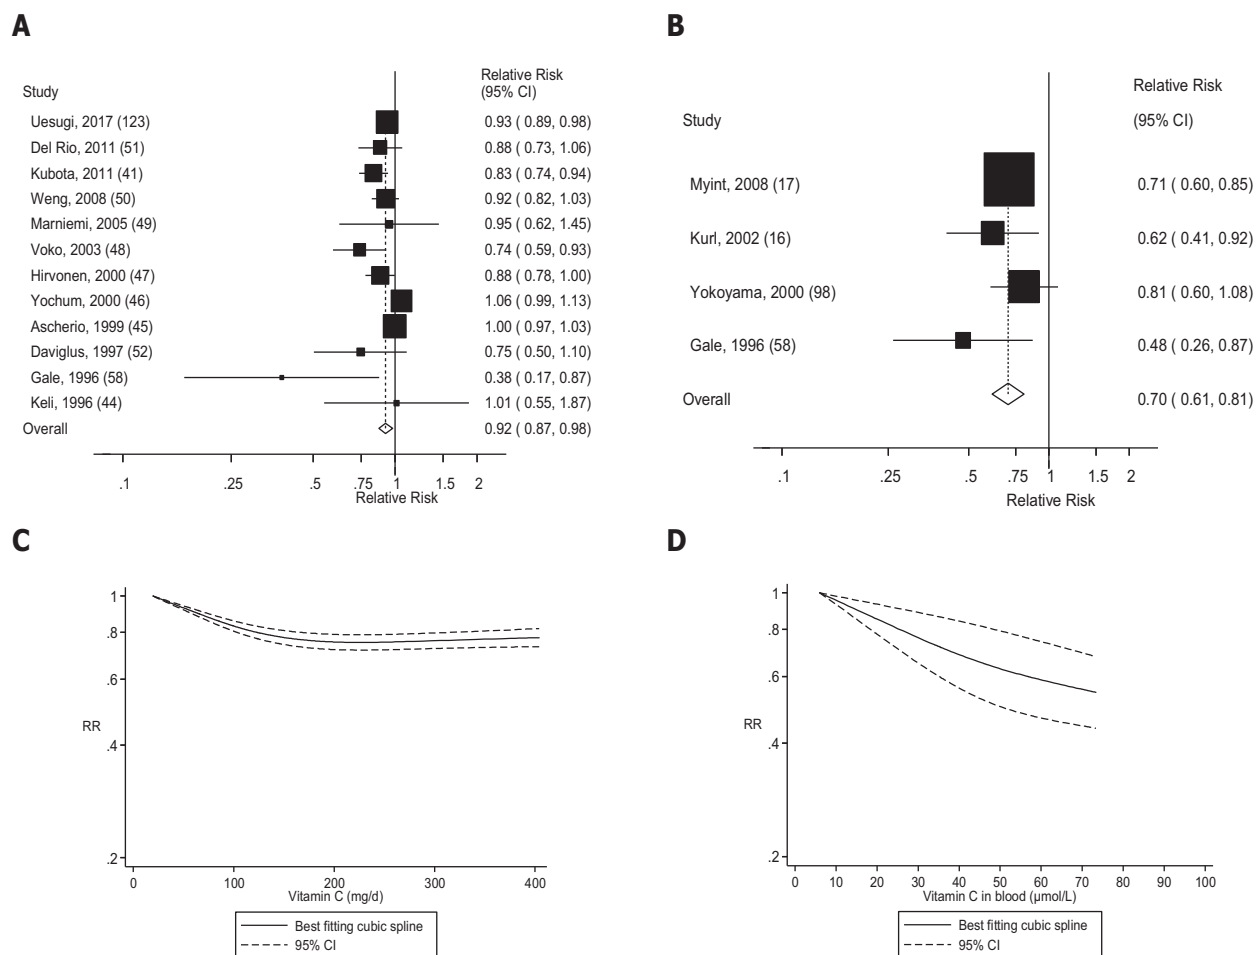 A
Relative Risk
Study (95% CI)
Uesugi, 2017 (123) 0.93 ( 0.89, 0.98)
Del Rio, 2011 (51) 0.88 ( 0.73, 1.06)
Kubota, 2011 (41) 0.83 ( 0.74, 0.94)
Weng, 2008 (50) 0.92 ( 0.82, 1.03)
Marniemi, 2005 (49) 0.95 ( 0.62, 1.45)
Voko, 2003 (48) 0.74 ( 0.59, 0.93)
Hirvonen, 2000 (47) 0.88 ( 0.78, 1.00)
Yochum, 2000 (46) 1.06 ( 0.99, 1.13)
Ascherio, 1999 (45) 1.00 ( 0.97, 1.03)
Daviglus, 1997 (52) 0.75 ( 0.50, 1.10)
Gale, 1996 (58) 0.38 ( 0.17, 0.87)
Keli, 1996 (44) 1.01 ( 0.55, 1.87)
Overall 0.92 ( 0.87, 0.98)
.1 .25 .5 .75 1 1.5 2
Relative Risk
B
Relative Risk
Study (95% CI)
Myint, 2008 (17) 0.71 ( 0.60, 0.85)
Kurl, 2002 (16) 0.62 ( 0.41, 0.92)
Yokoyama, 2000 (98) 0.81 ( 0.60, 1.08)
Gale, 1996 (58) 0.48 ( 0.26, 0.87)
Overall 0.70 ( 0.61, 0.81)
.1 .25 .5 .75 1 1.5 2
Relative Risk
C
1
.8
.6
RR
.4
.2
0 100 200 300 400
Vitamin C (mg/d)
Best fitting cubic spline
95% CI
D
1
.8
.6
RR
.4
.2
0 10 20 30 40 50 60 70 80 90 100
Vitamin C in blood (µmol/L)
Best fitting cubic spline
95% CI